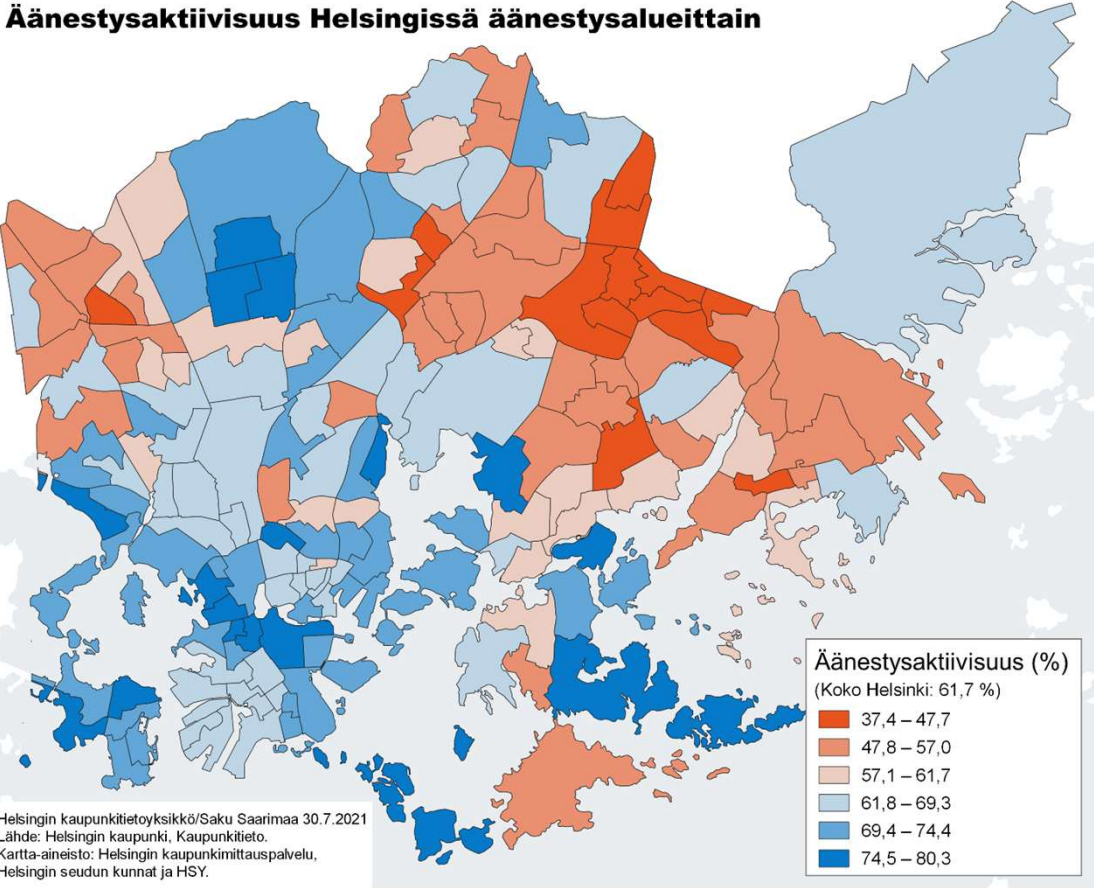 Äänestysaktiivisuus Helsingissä äänestysalueittain
Äänestysaktiivisuus (%)
(Koko Helsinki: 61,7 %)
37,4 – 47,7
47,8 – 57,0
57,1 – 61,7
61,8 – 69,3
69,4 – 74,4
74,5 – 80,3
Helsingin kaupunkitietoyksikkö/Saku Saarimaa 30.7.2021
Lähde: Helsingin kaupunki, Kaupunkitieto.
Kartta-aineisto: Helsingin kaupunkimittauspalvelu,
Helsingin seudun kunnat ja HSY.